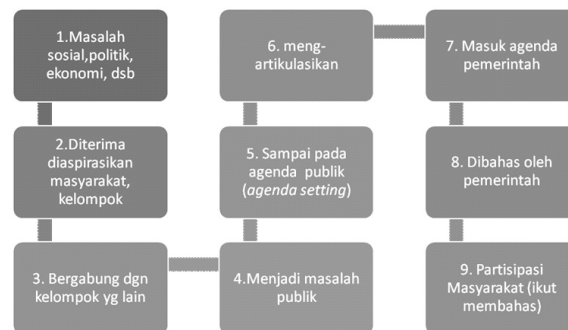 1.Masalah
sosial,politik,
ekonomi, dsb
2.Diterima
diaspirasikan
masyarakat,
kelompok
3. Bergabung dgn
kelompok yg lain
4.Menjadi masalah
publik
5. Sampai pada
agenda publik
(agenda setting)
6. meng-
artikulasikan
7. Masuk agenda
pemerintah
8. Dibahas oleh
pemerintah
9. Partisipasi
Masyarakat (ikut
membahas)